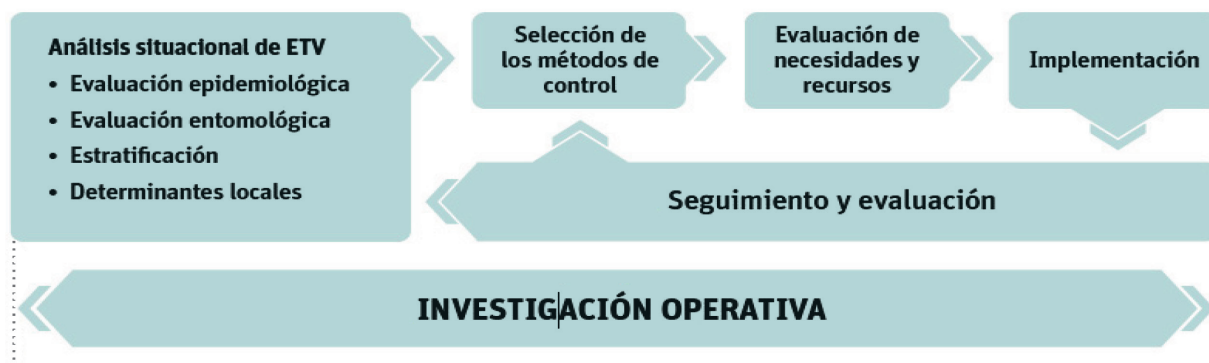 Análisis situacional de ETV
• Evaluación epidemiológica
• Evaluación entomológica
• Estratificación
• Determinantes locales
Selección de
los métodos de
control
Evaluación de
necesidades y
recursos
Implementación
Seguimiento y evaluación
INVESTIGACIÓN OPERATIVA